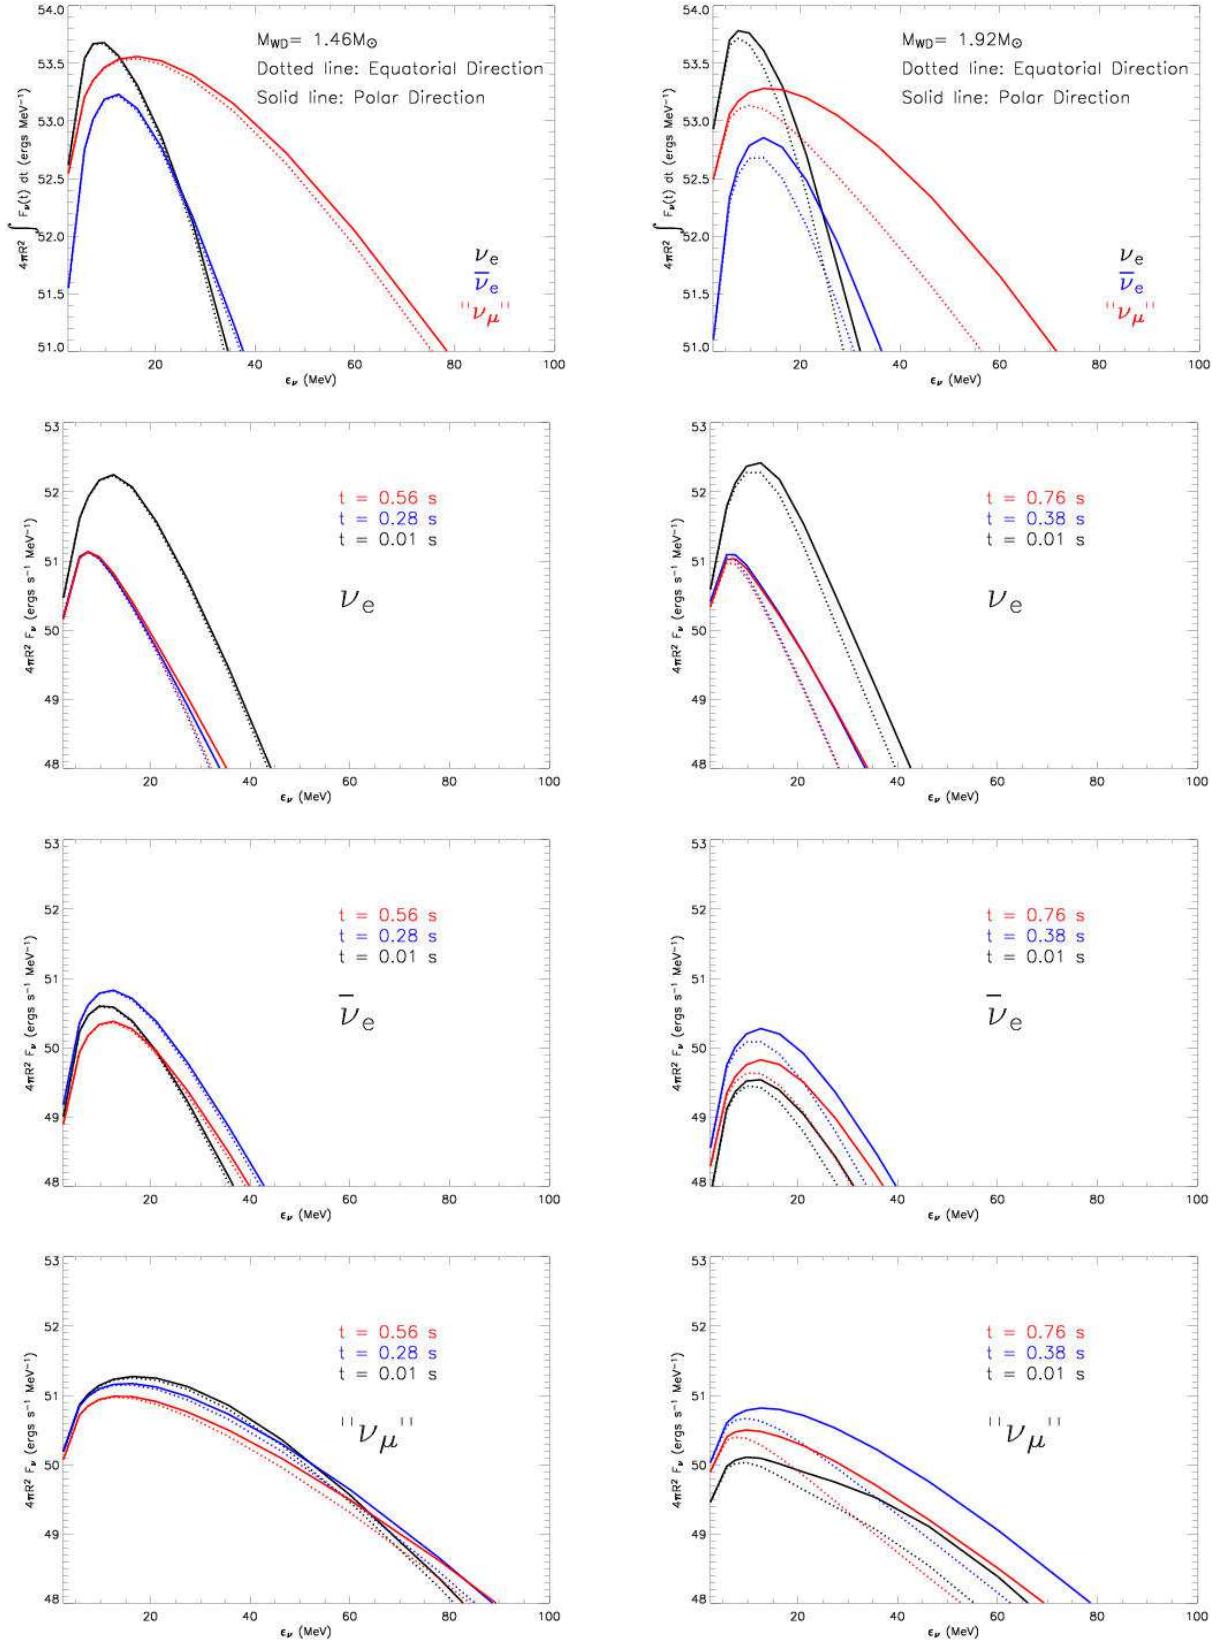 54.0
53.5
53.0
52.5
52.0
51.5
51.0
4πR² ∫ Fν(t) dt (ergs MeV⁻¹)
M_WD= 1.46M⊙
Dotted line: Equatorial Direction
Solid line: Polar Direction
ν_e
ν̅_e
"ν_μ"
20 40 60 80 100
ε_ν (MeV)
54.0
53.5
53.0
52.5
52.0
51.5
51.0
4πR² ∫ Fν(t) dt (ergs MeV⁻¹)
M_WD= 1.92M⊙
Dotted line: Equatorial Direction
Solid line: Polar Direction
ν_e
ν̅_e
"ν_μ"
20 40 60 80 100
ε_ν (MeV)
53
52
51
50
49
48
4πR² F_ν (ergs s⁻¹ MeV⁻¹)
t = 0.56 s
t = 0.28 s
t = 0.01 s
ν_e
20 40 60 80 100
ε_ν (MeV)
53
52
51
50
49
48
4πR² F_ν (ergs s⁻¹ MeV⁻¹)
t = 0.76 s
t = 0.38 s
t = 0.01 s
ν_e
20 40 60 80 100
ε_ν (MeV)
53
52
51
50
49
48
4πR² F_ν (ergs s⁻¹ MeV⁻¹)
t = 0.56 s
t = 0.28 s
t = 0.01 s
ν̅_e
20 40 60 80 100
ε_ν (MeV)
53
52
51
50
49
48
4πR² F_ν (ergs s⁻¹ MeV⁻¹)
t = 0.76 s
t = 0.38 s
t = 0.01 s
ν̅_e
20 40 60 80 100
ε_ν (MeV)
53
52
51
50
49
48
4πR² F_ν (ergs s⁻¹ MeV⁻¹)
t = 0.56 s
t = 0.28 s
t = 0.01 s
"ν_μ"
20 40 60 80 100
ε_ν (MeV)
53
52
51
50
49
48
4πR² F_ν (ergs s⁻¹ MeV⁻¹)
t = 0.76 s
t = 0.38 s
t = 0.01 s
"ν_μ"
20 40 60 80 100
ε_ν (MeV)